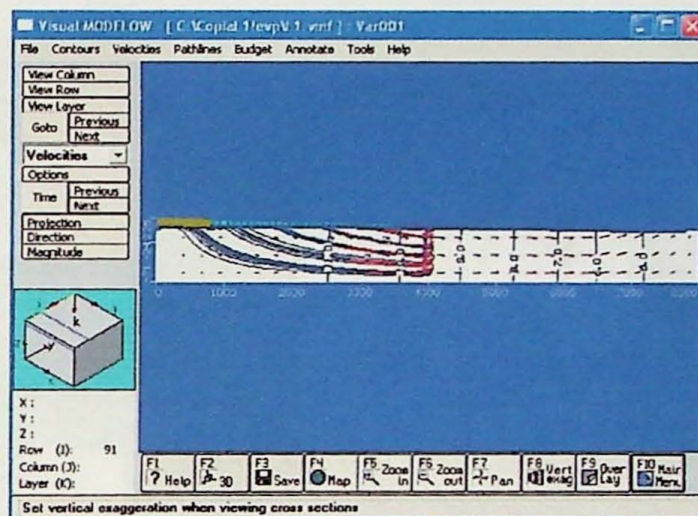 Visual MODFLOW
File Contours Velocities Pathlines Budget Annotate Tools Help
View Column
View Row
View Layer
Goto
Previous
Next
Velocities
Options
Time
Previous
Next
Projection
Direction
Magnitude
0 1000 2000 3000 4000 5000 6000 7000
k
X :
Y :
Z :
Row (I): 91
Column (J):
Layer (K):
F1 Help
F2 3D
F3 Save
F4 Map
F5 Zoom in
F6 Zoom out
F7 Pan
F8 Vert exag
F9 Over lay
F10 Main Menu
Set vertical exaggeration when viewing cross sections